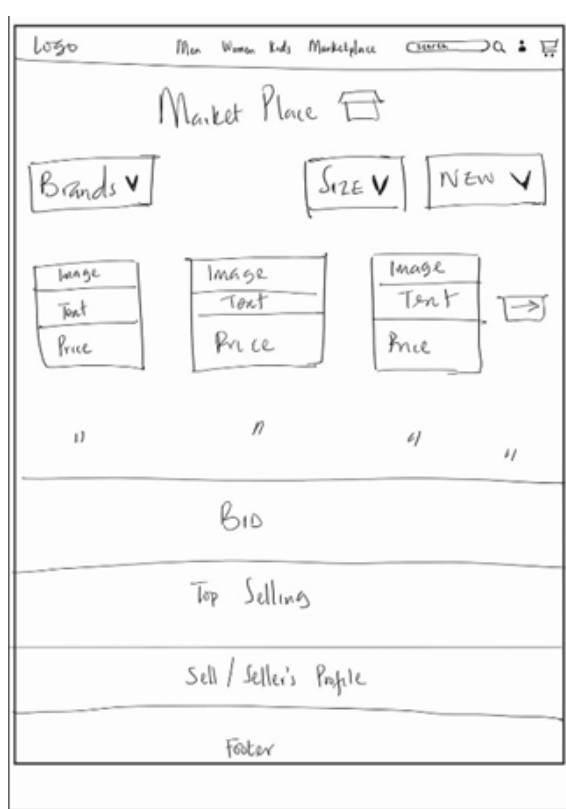 Logo Men Women Kids Marketplace Search
Market Place
Brands SIZE NEW
Image Image Image
Text Text Text
Price Price Price
" " " "
BID
Top Selling
Sell / Seller's Profile
Footer